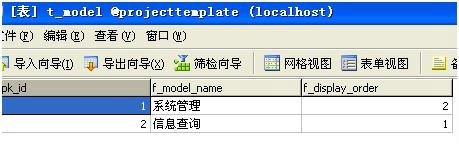 [表] t_model @projecttemplate (localhost)
件(F) 编辑(E) 查看(V) 窗口(W)
导入向导(I) 导出向导(X) 筛检向导 网格视图 表单视图
pk_id f_model_name f_display_order
1 系统管理 2
2 信息查询 1